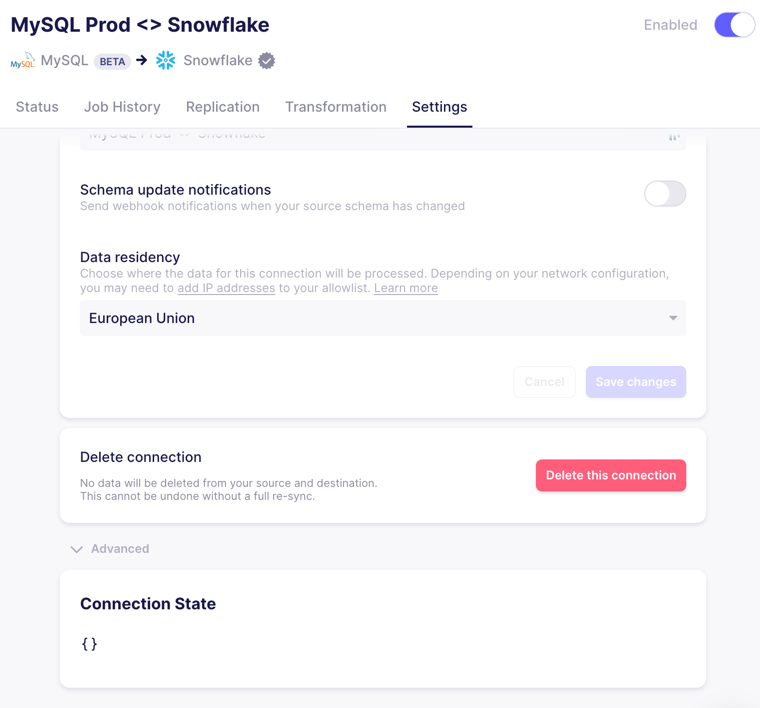 MySQL Prod <> Snowflake
Enabled
MySQL MySQL BETA → Snowflake
Status Job History Replication Transformation Settings
MySQL Prod <> Snowflake
Schema update notifications
Send webhook notifications when your source schema has changed
Data residency
Choose where the data for this connection will be processed. Depending on your network configuration,
you may need to add IP addresses to your allowlist. Learn more
European Union
Cancel Save changes
Delete connection
No data will be deleted from your source and destination.
This cannot be undone without a full re-sync.
Delete this connection
Advanced
Connection State
{}